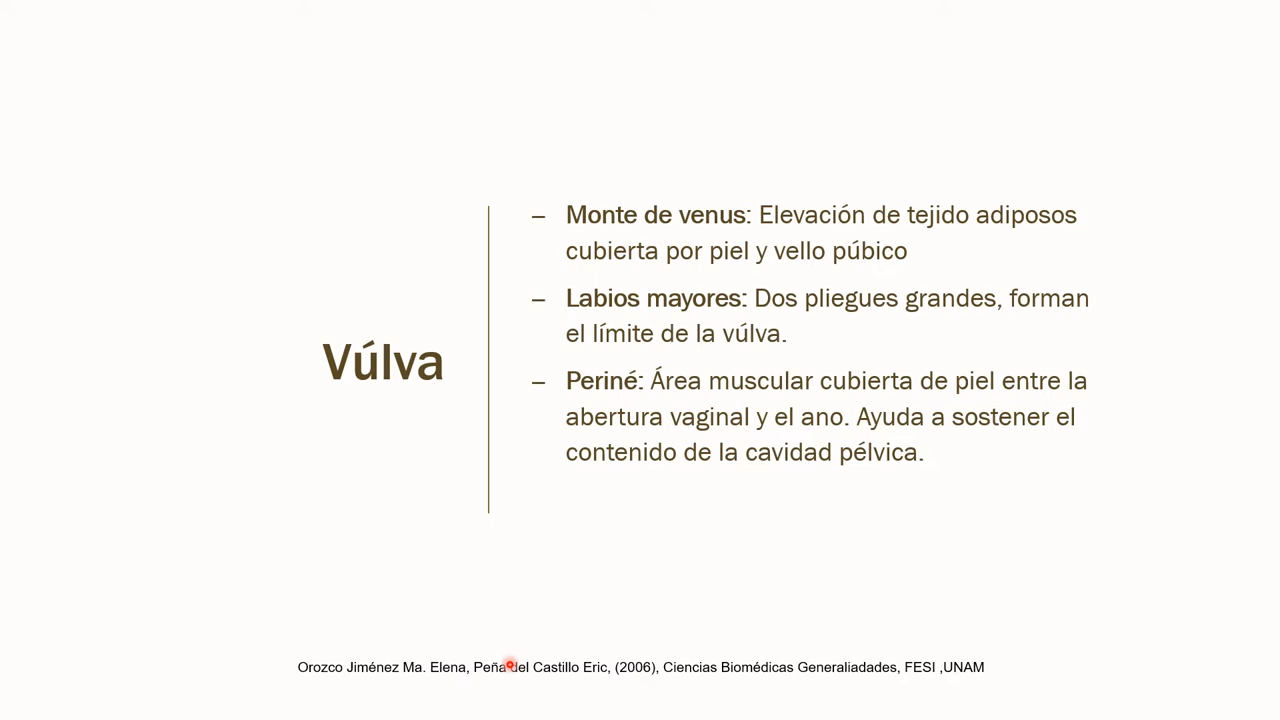 Vúlva
– Monte de venus: Elevación de tejido adiposos
cubierta por piel y vello púbico
– Labios mayores: Dos pliegues grandes, forman
el límite de la vúlva.
– Periné: Área muscular cubierta de piel entre la
abertura vaginal y el ano. Ayuda a sostener el
contenido de la cavidad pélvica.
Orozco Jiménez Ma. Elena, Peña del Castillo Eric, (2006), Ciencias Biomédicas Generaliadades, FESI ,UNAM